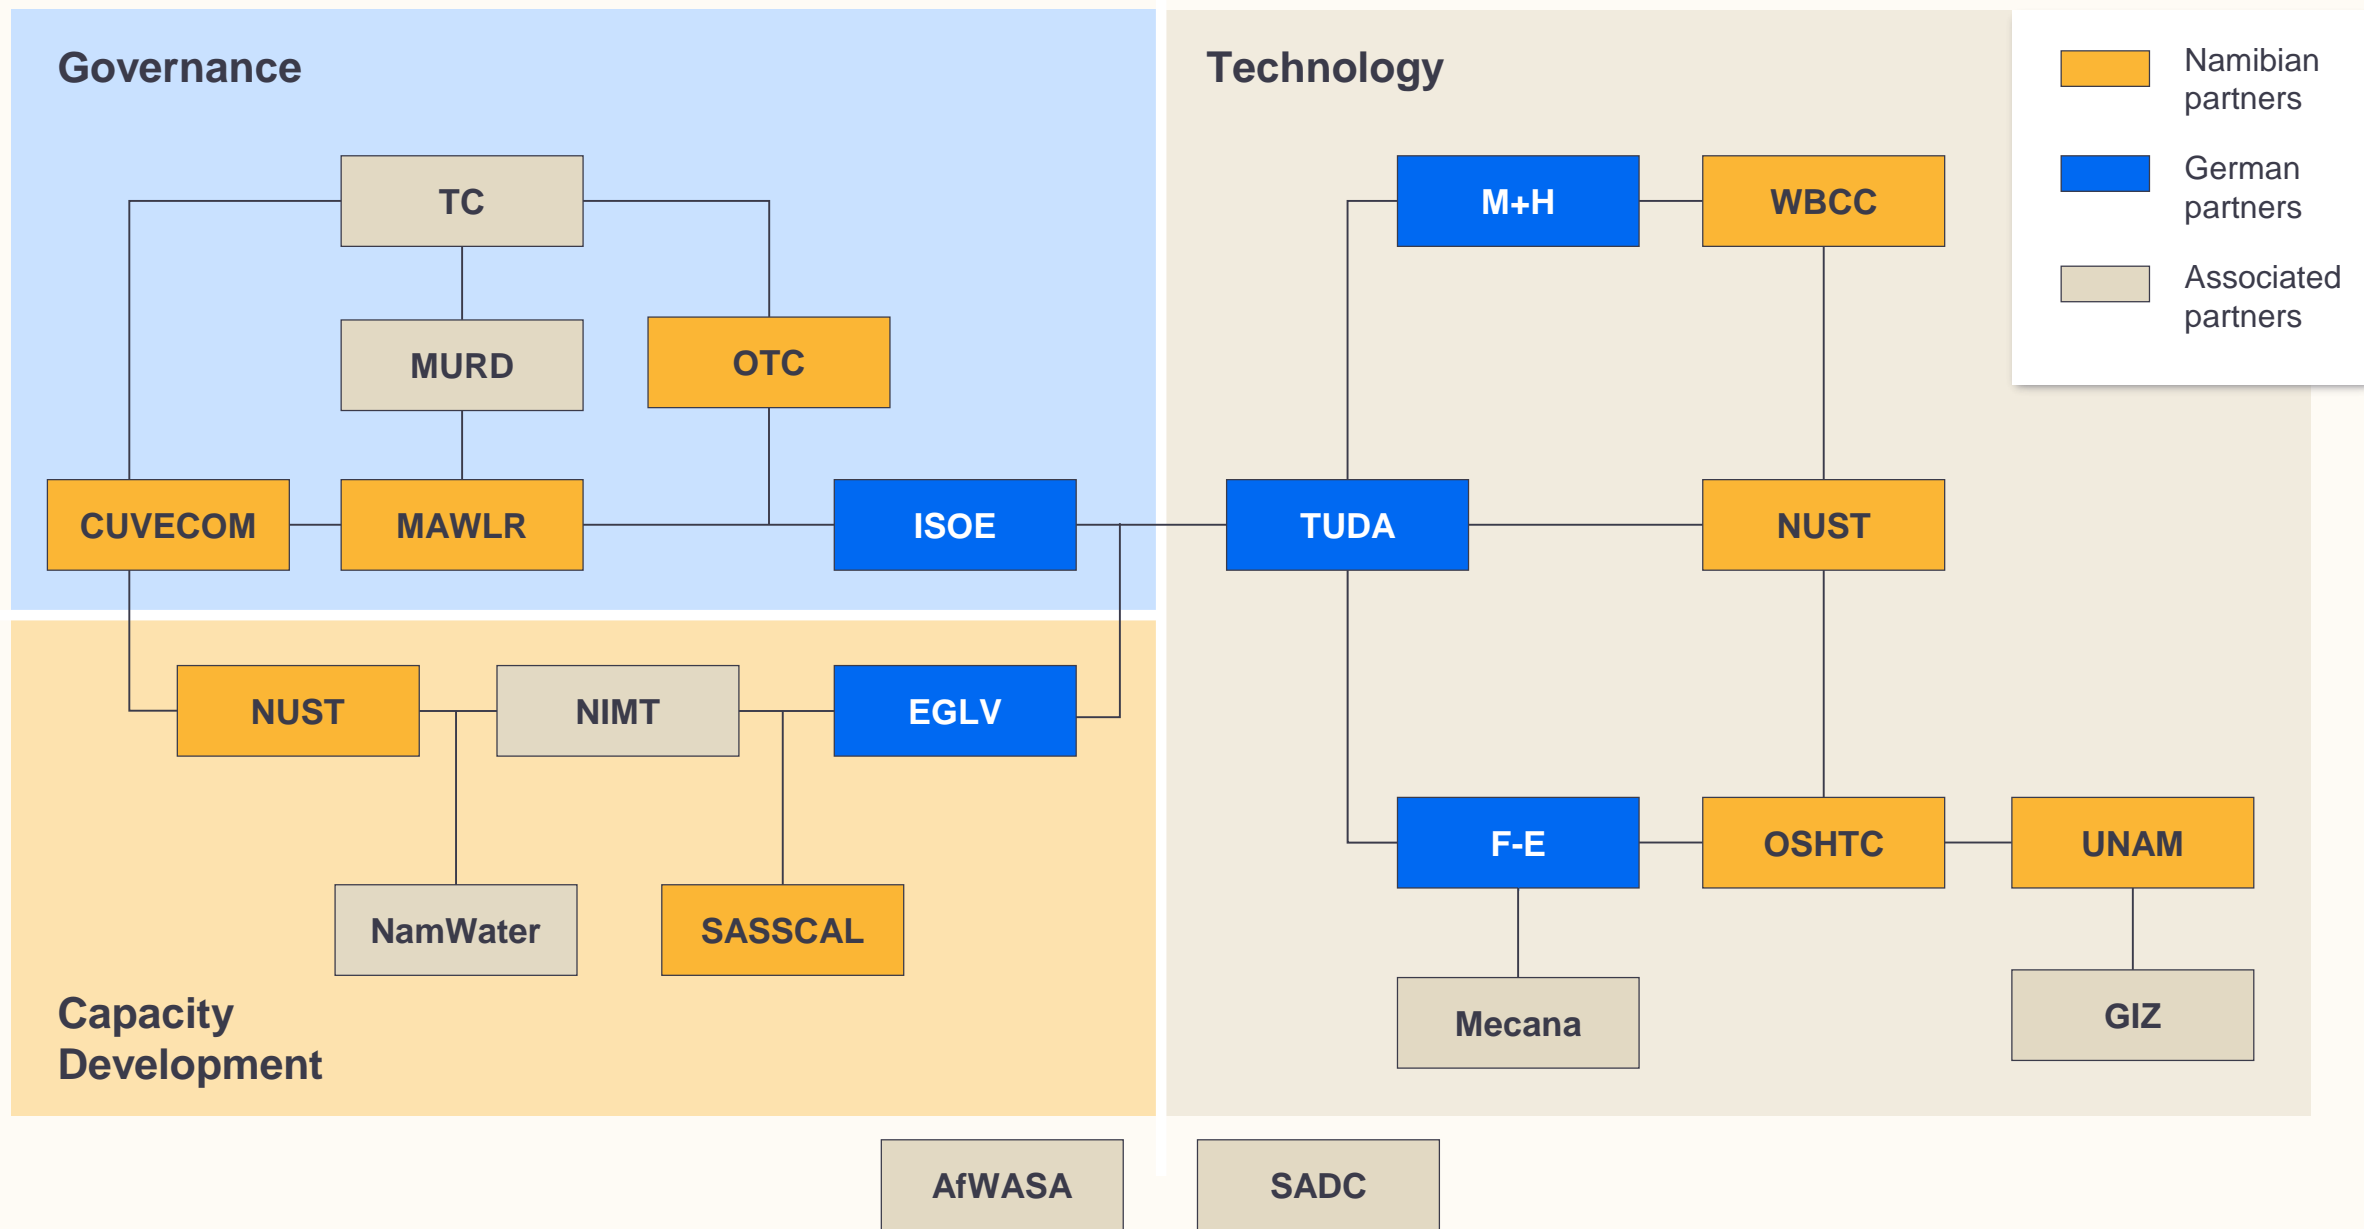 Governance
TC
MURD
OTC
CUVECOM
MAWLR
ISOE
NUST
NIMT
EGLV
NamWater
SASSCAL
Capacity
Development
Technology
M+H
WBCC
TUDA
NUST
F-E
OSHTC
UNAM
Mecana
GIZ
Namibian
partners
German
partners
Associated
partners
AfWASA
SADC